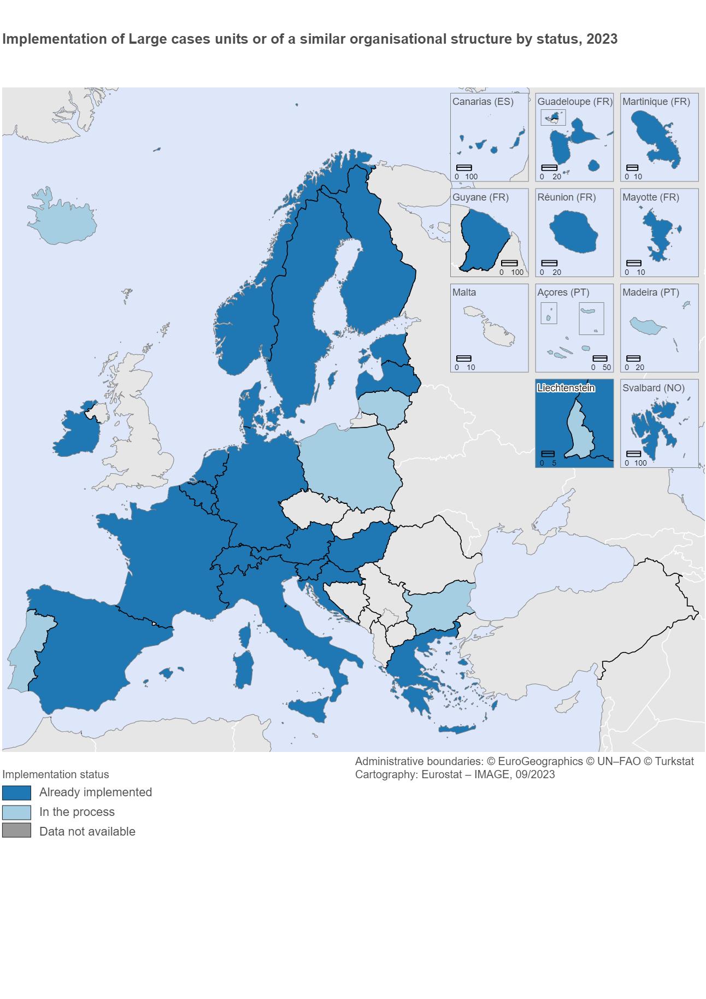 Implementation of Large cases units or of a similar organisational structure by status, 2023
Canarias (ES)
0 100
Guadeloupe (FR)
0 20
Martinique (FR)
0 10
Guyane (FR)
0 100
Réunion (FR)
0 20
Mayotte (FR)
0 10
Malta
0 10
Açores (PT)
0 50
Madeira (PT)
0 20
Liechtenstein
0 5
Svalbard (NO)
0 100
Administrative boundaries: © EuroGeographics © UN–FAO © Turkstat
Cartography: Eurostat – IMAGE, 09/2023
Implementation status
Already implemented
In the process
Data not available